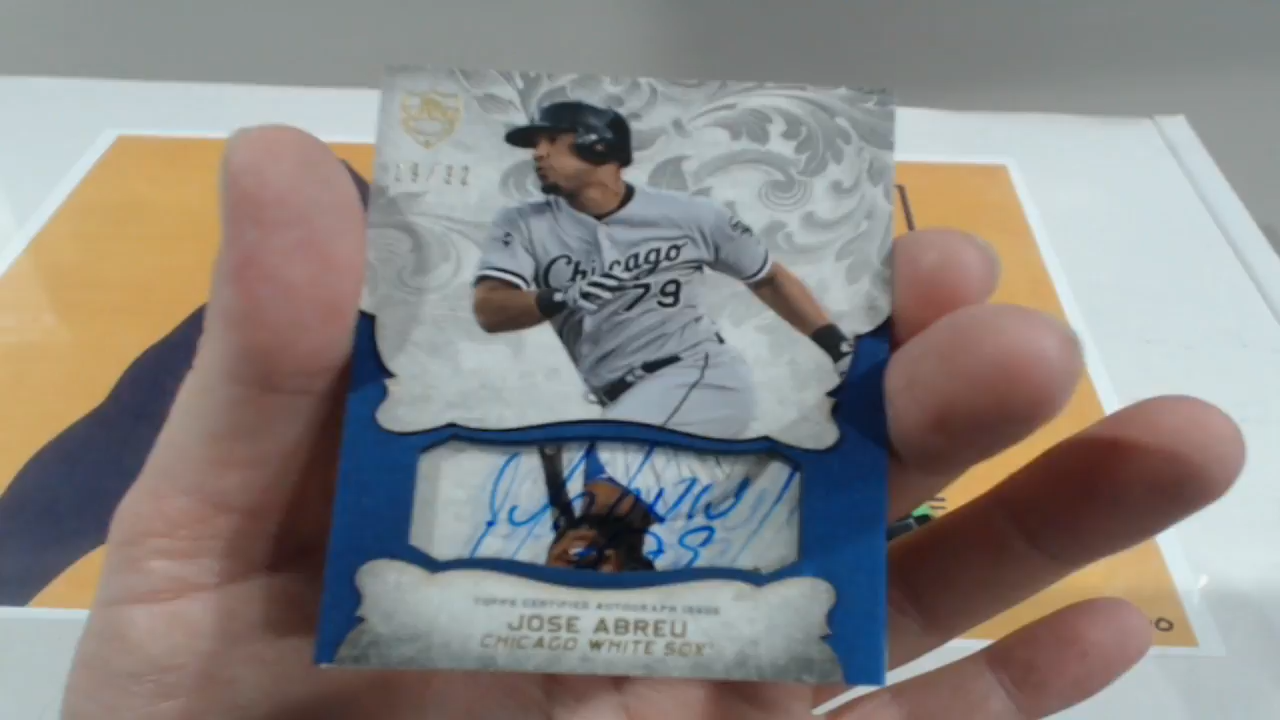 Chicago
79
TOPPS CERTIFIED AUTOGRAPH ISSUE
JOSE ABREU
CHICAGO WHITE SOX